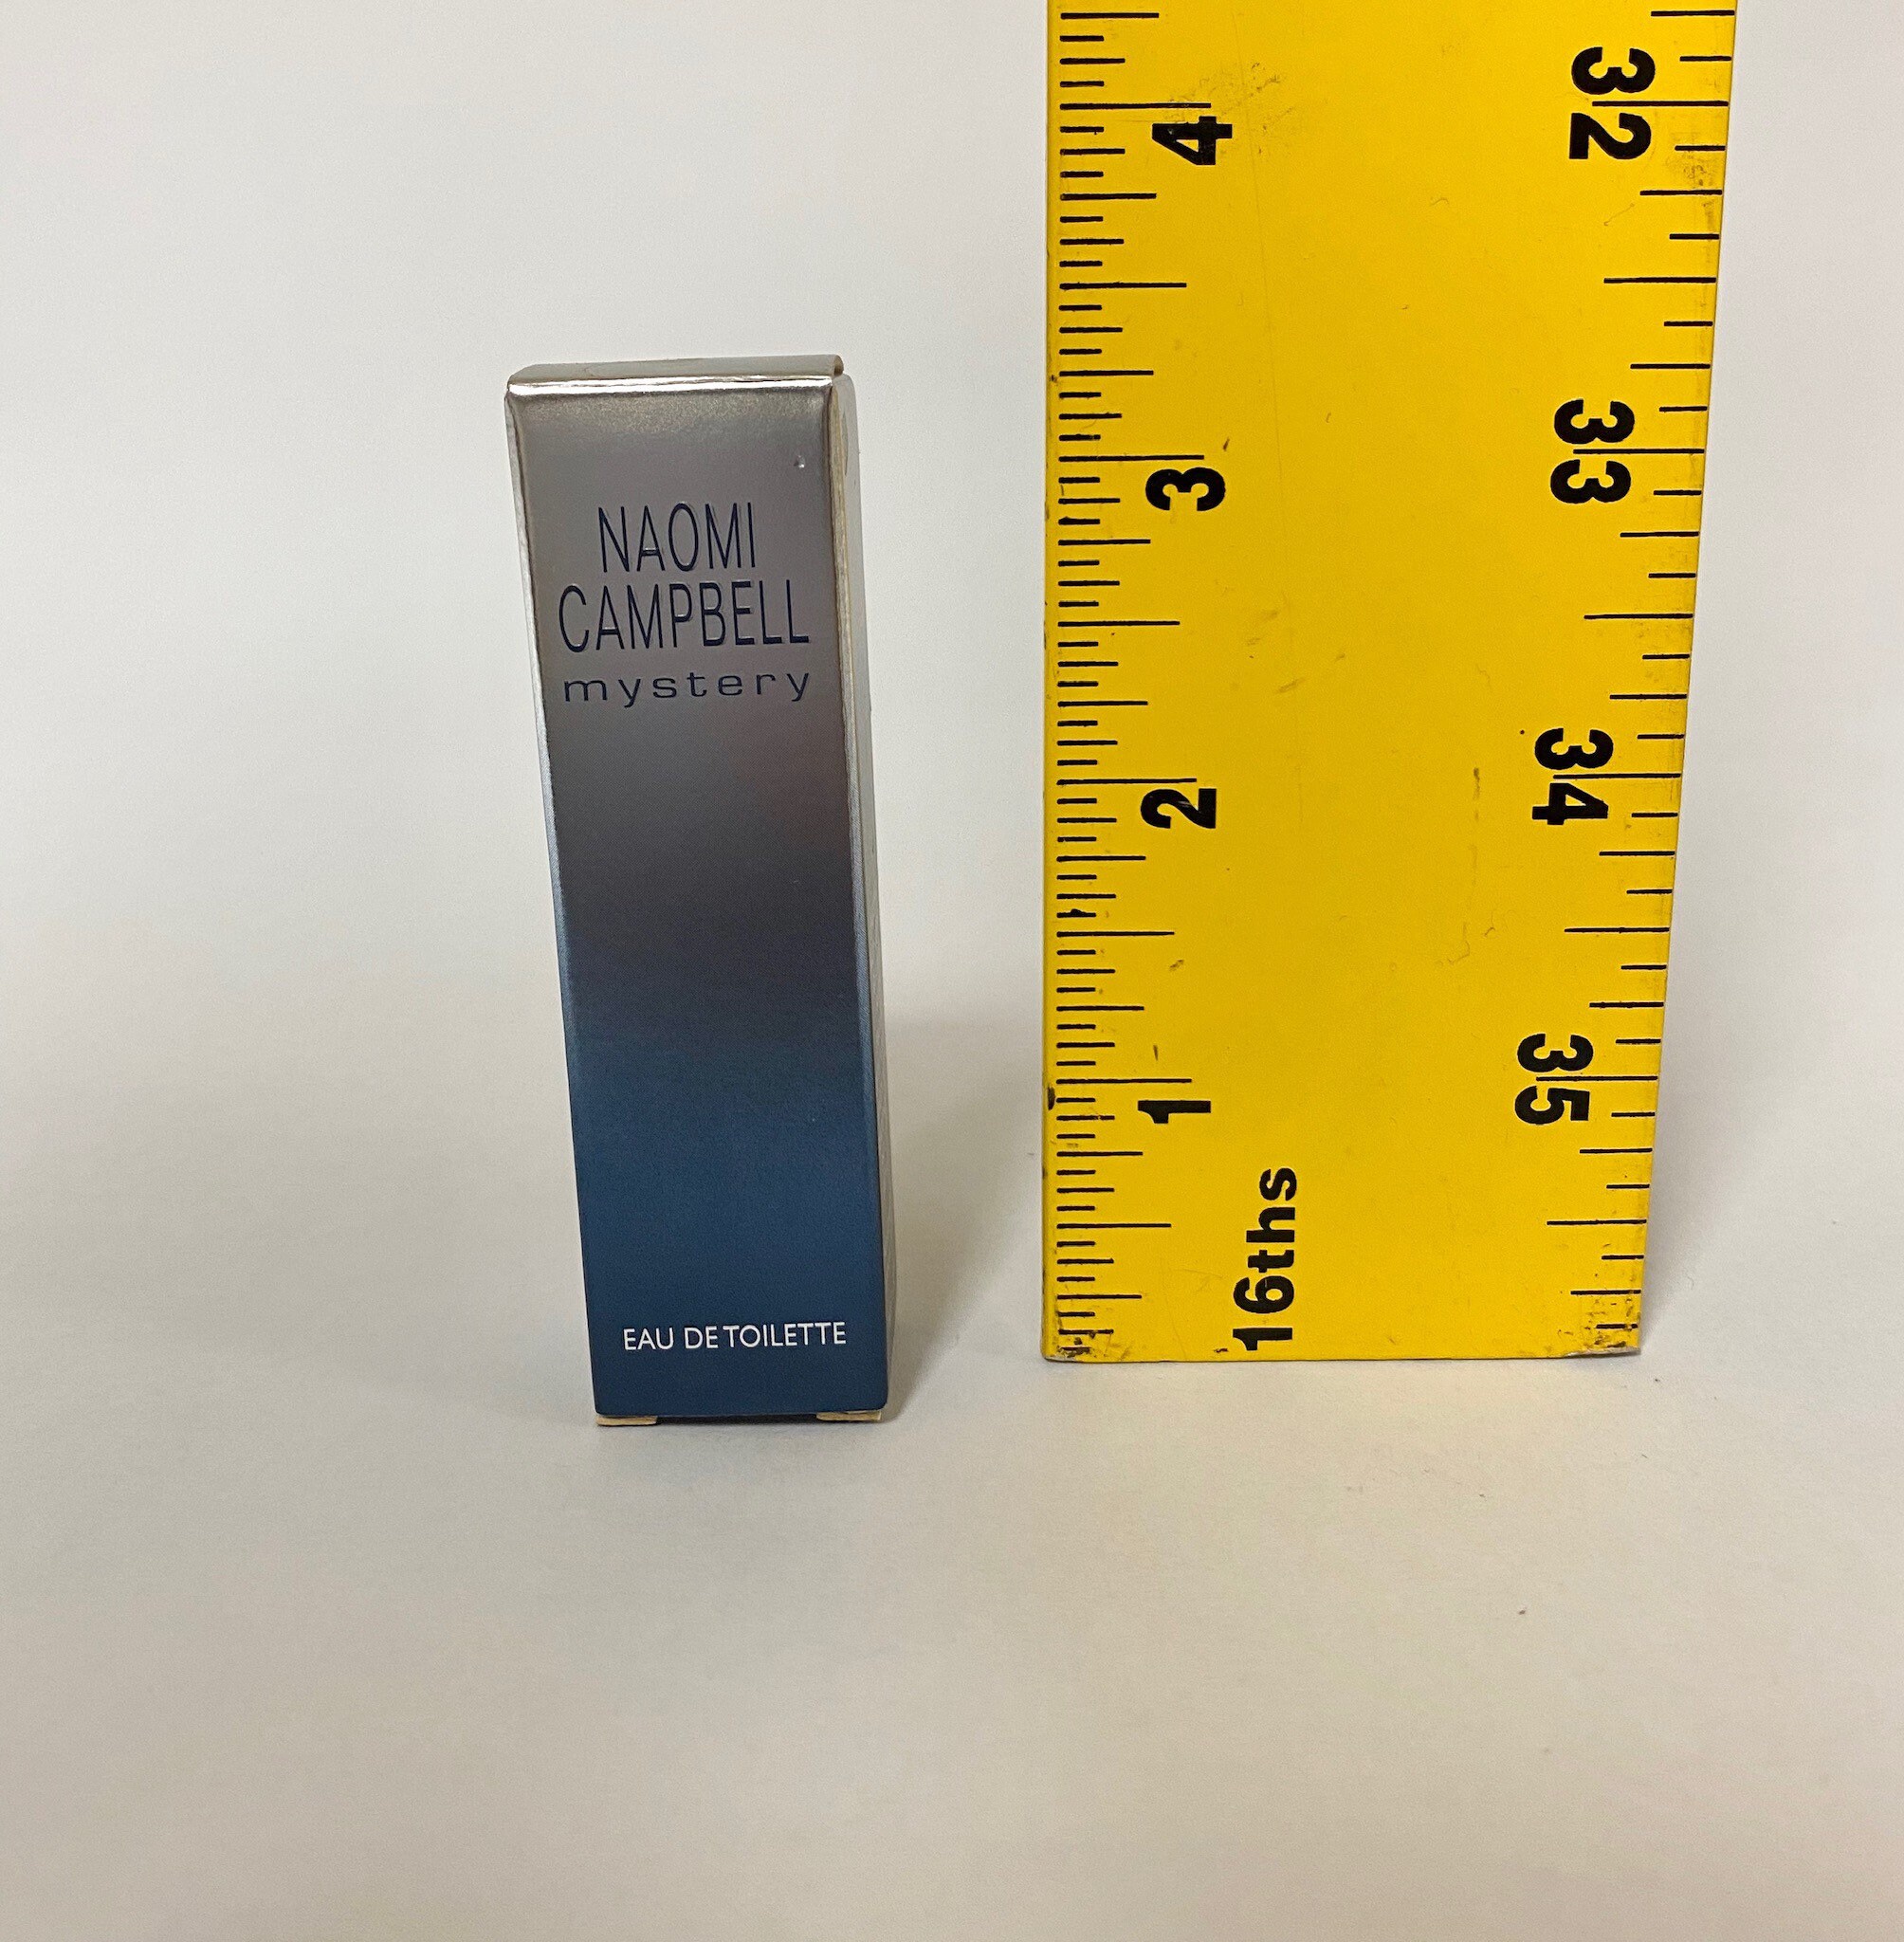 NAOMI
CAMPBELL
mystery
EAU DE TOILETTE
4
3
2
1
16ths
32
33
34
35